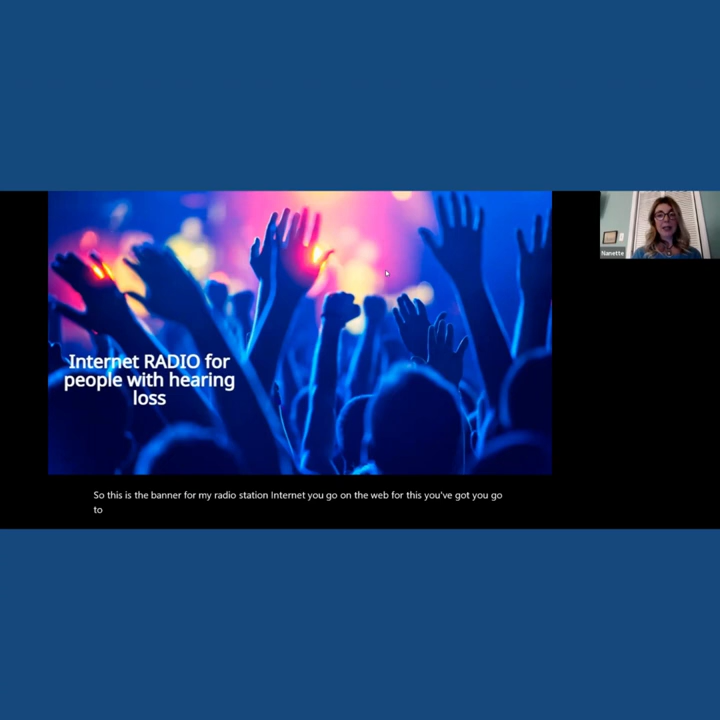 Internet RADIO for
people with hearing
loss
Nanette
So this is the banner for my radio station Internet you go on the web for this you've got you go
to